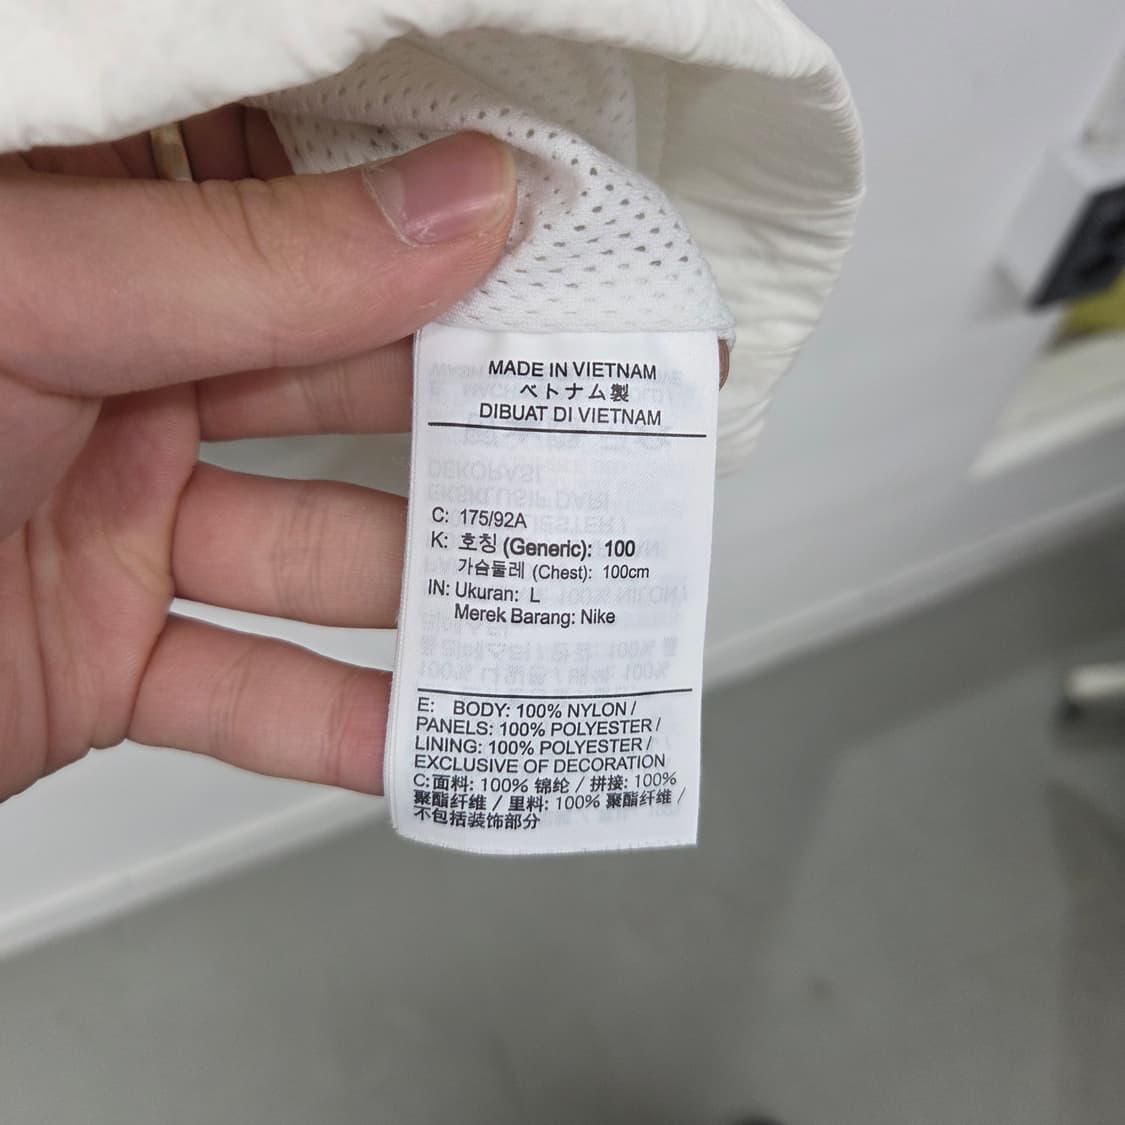 MADE IN VIETNAM
ベトナム製
DIBUAT DI VIETNAM
C: 175/92A
K: 호칭 (Generic): 100
가슴둘레 (Chest): 100cm
IN: Ukuran: L
Merek Barang: Nike
E: BODY: 100% NYLON /
PANELS: 100% POLYESTER /
LINING: 100% POLYESTER /
EXCLUSIVE OF DECORATION
C:面料: 100% 锦纶 / 拼接: 100%
聚酯纤维 / 里料: 100% 聚酯纤维 /
不包括装饰部分